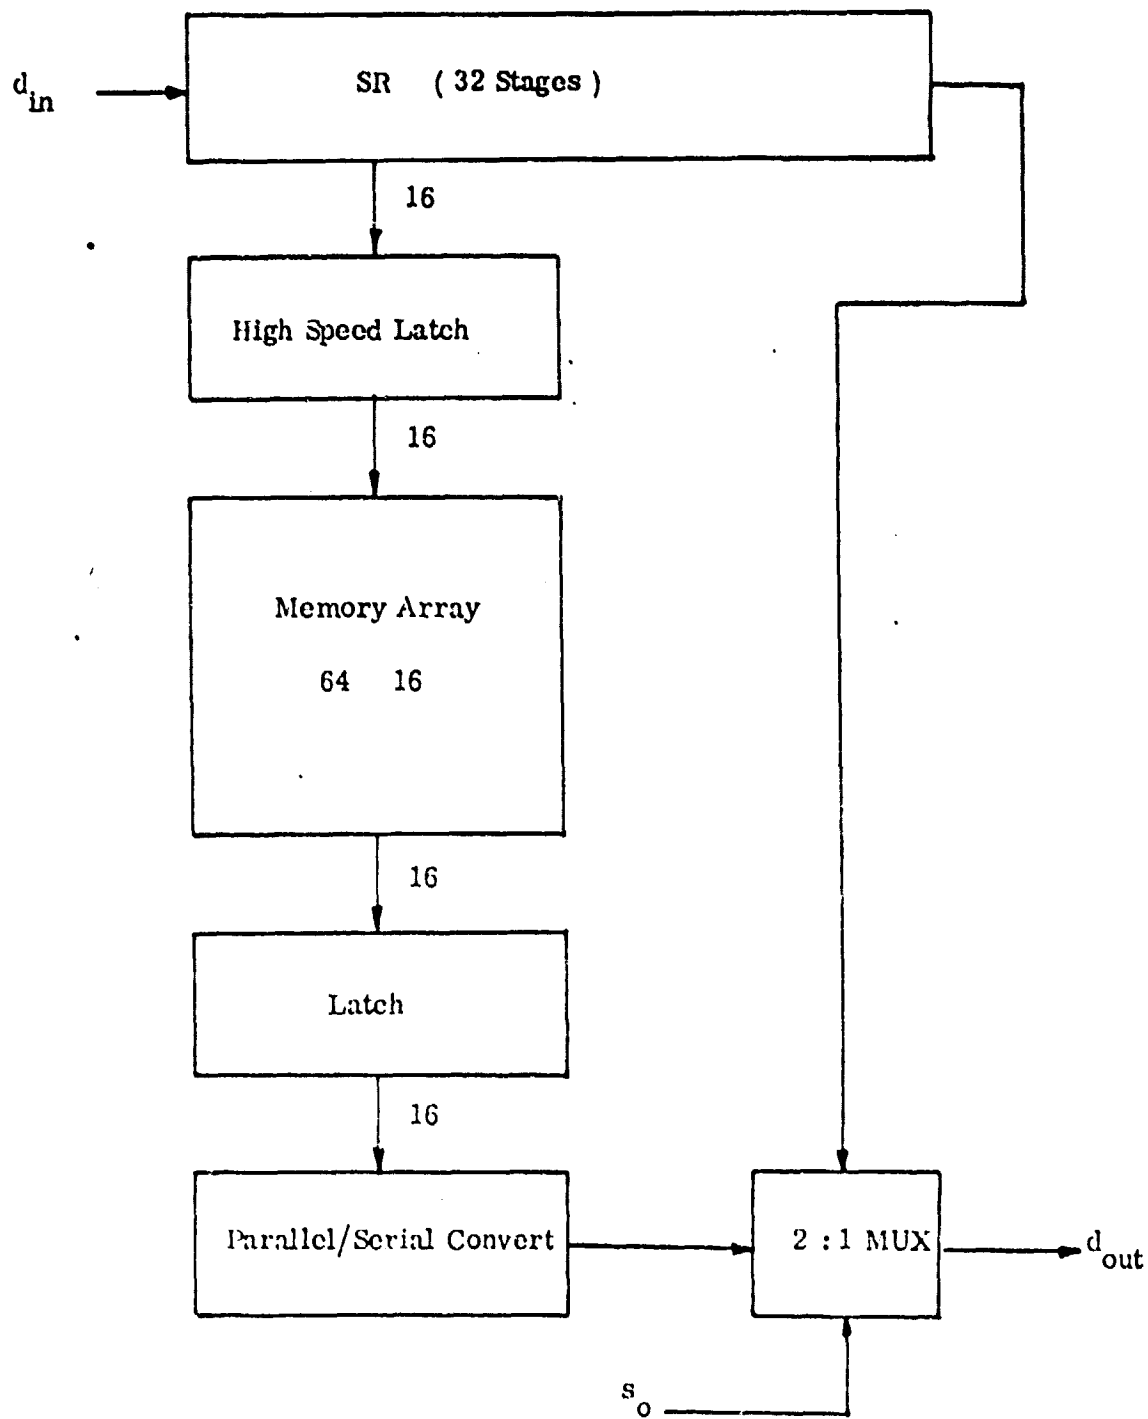 SR ( 32 Stages )
d_in
16
High Speed Latch
16
Memory Array
64 16
16
Latch
16
Parallel/Serial Convert
2 : 1 MUX
d_out
s_o